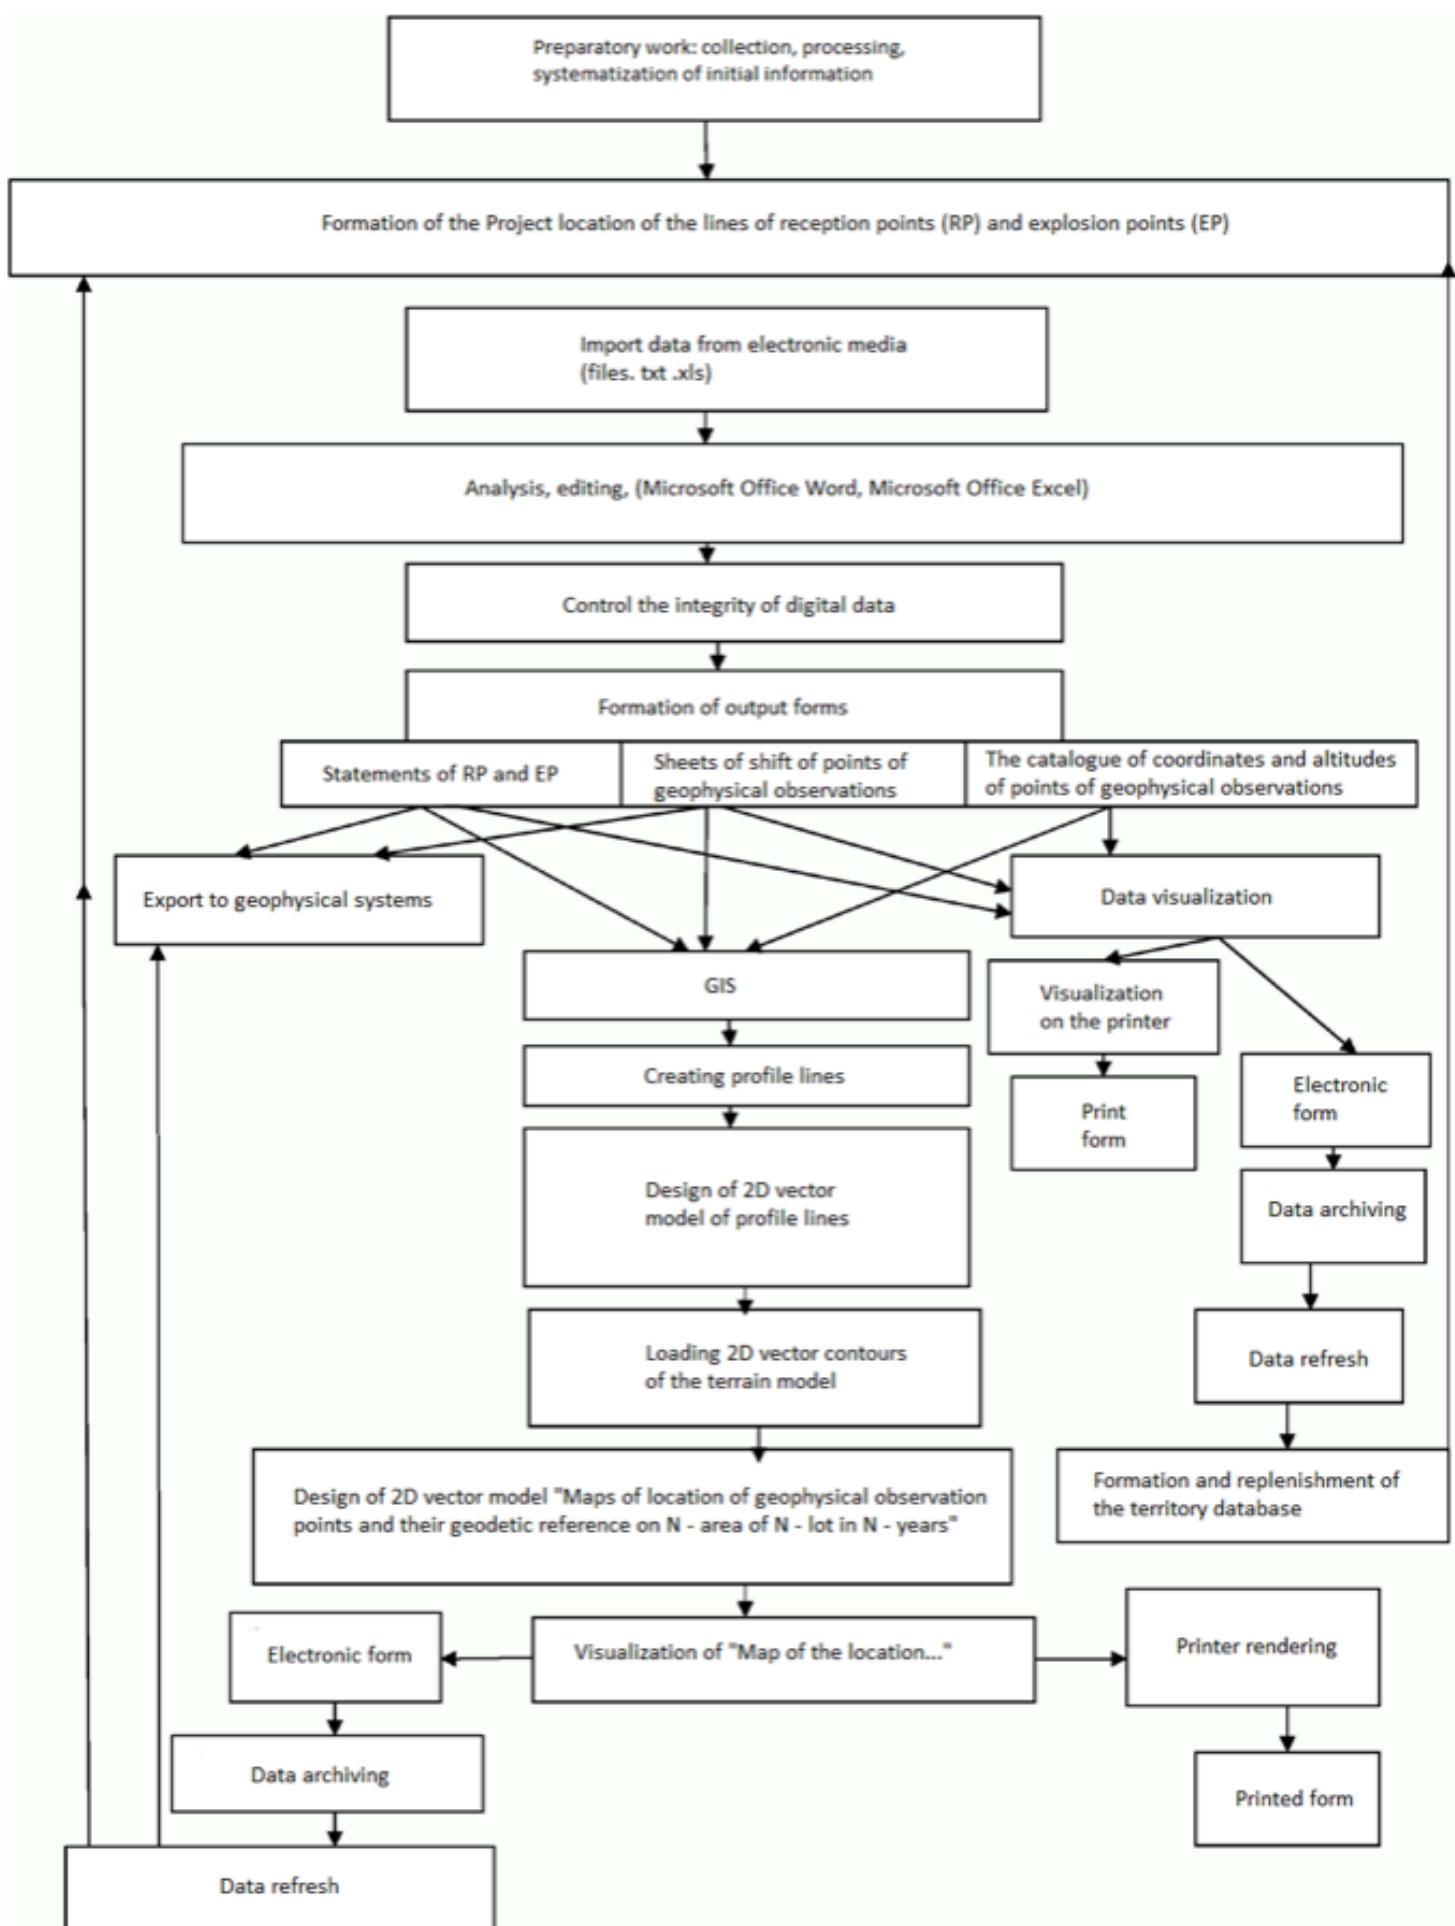 Preparatory work: collection, processing,
systematization of initial information
Formation of the Project location of the lines of reception points (RP) and explosion points (EP)
Import data from electronic media
(files. txt .xls)
Analysis, editing, (Microsoft Office Word, Microsoft Office Excel)
Control the integrity of digital data
Formation of output forms
Statements of RP and EP
Sheets of shift of points of
geophysical observations
The catalogue of coordinates and altitudes
of points of geophysical observations
Export to geophysical systems
Data visualization
GIS
Visualization
on the printer
Creating profile lines
Electronic
form
Print
form
Design of 2D vector
model of profile lines
Data archiving
Loading 2D vector contours
of the terrain model
Data refresh
Design of 2D vector model "Maps of location of geophysical observation
points and their geodetic reference on N - area of N - lot in N - years"
Formation and replenishment of
the territory database
Electronic form
Visualization of "Map of the location..."
Printer rendering
Data archiving
Printed form
Data refresh